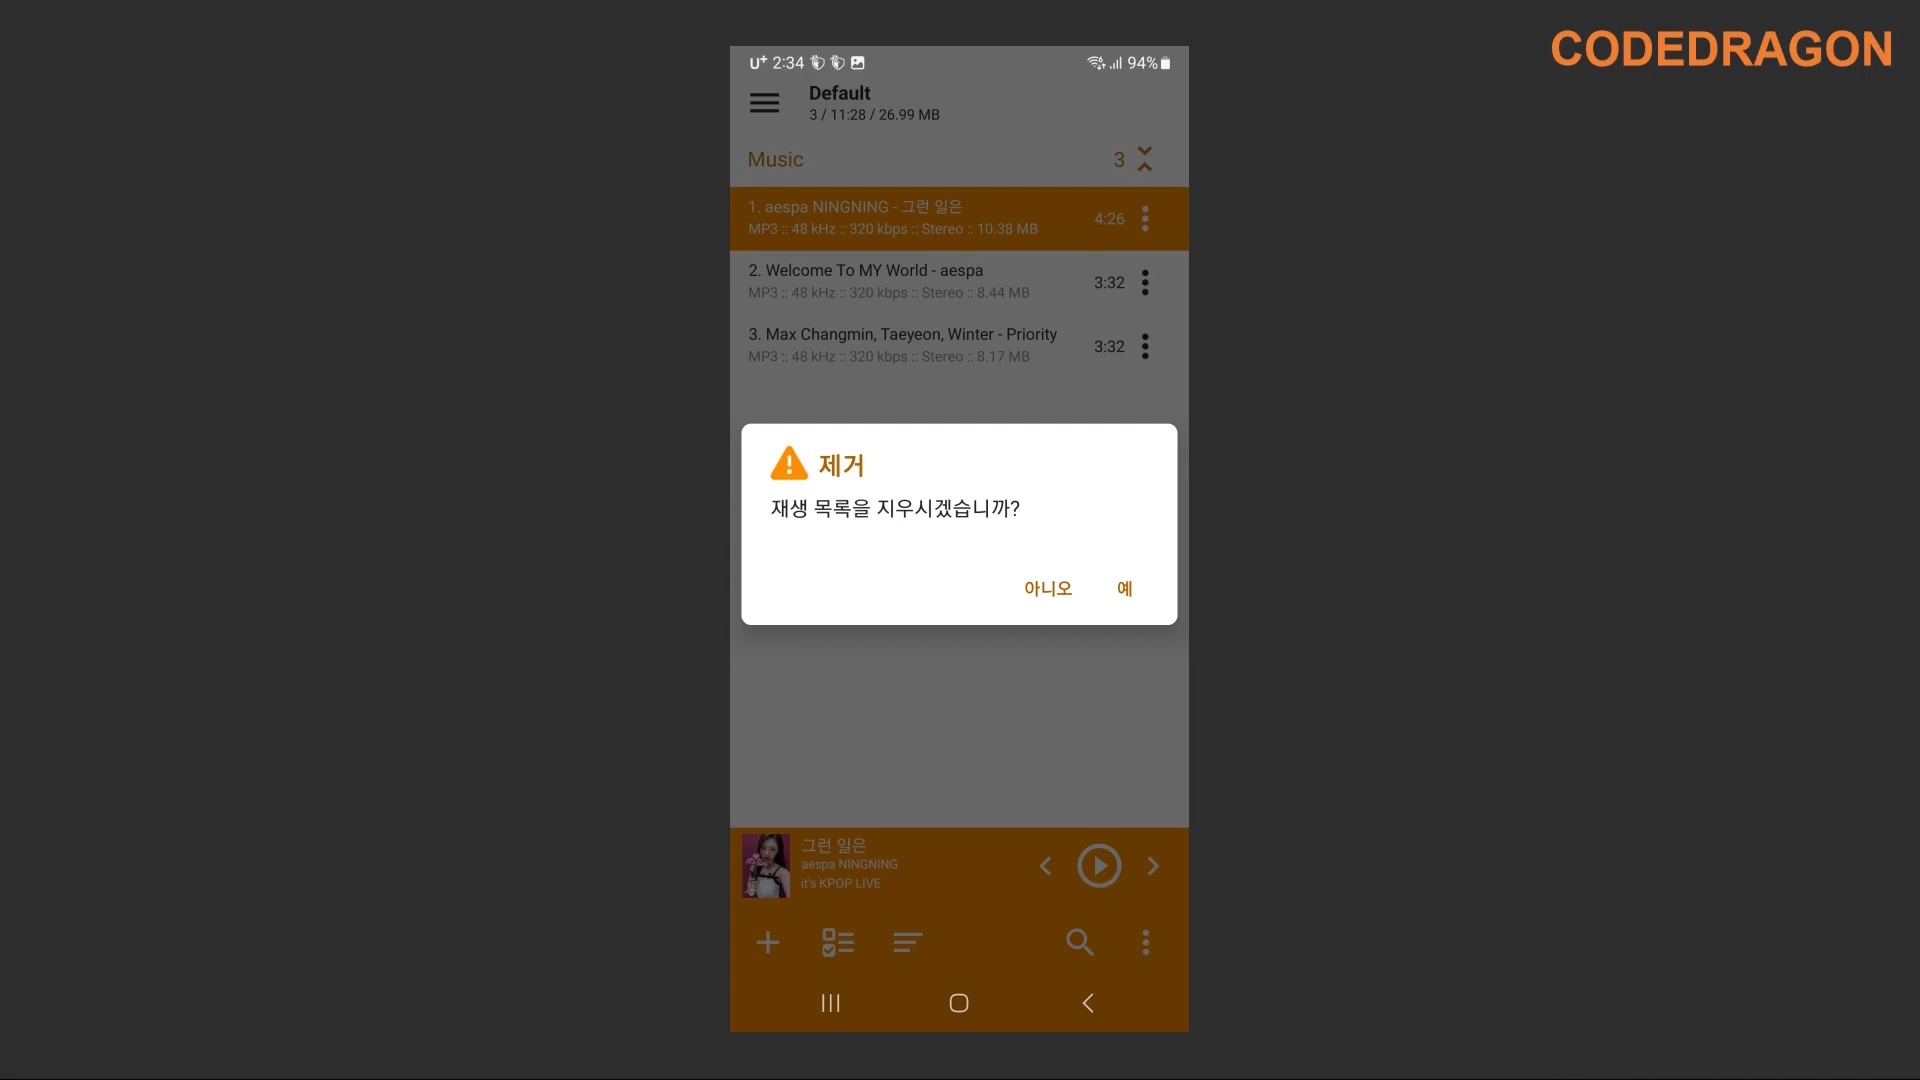 CODEDRAGON
U+ 2:34 94%
Default
3 / 11:28 / 26.99 MB
Music 3
1. aespa NINGNING - 그런 일은
MP3 :: 48 kHz :: 320 kbps :: Stereo :: 10.38 MB
4:26
2. Welcome To MY World - aespa
MP3 :: 48 kHz :: 320 kbps :: Stereo :: 8.44 MB
3:32
3. Max Changmin, Taeyeon, Winter - Priority
MP3 :: 48 kHz :: 320 kbps :: Stereo :: 8.17 MB
3:32
제거
재생 목록을 지우시겠습니까?
아니오 예
그런 일은
aespa NINGNING
it's KPOP LIVE